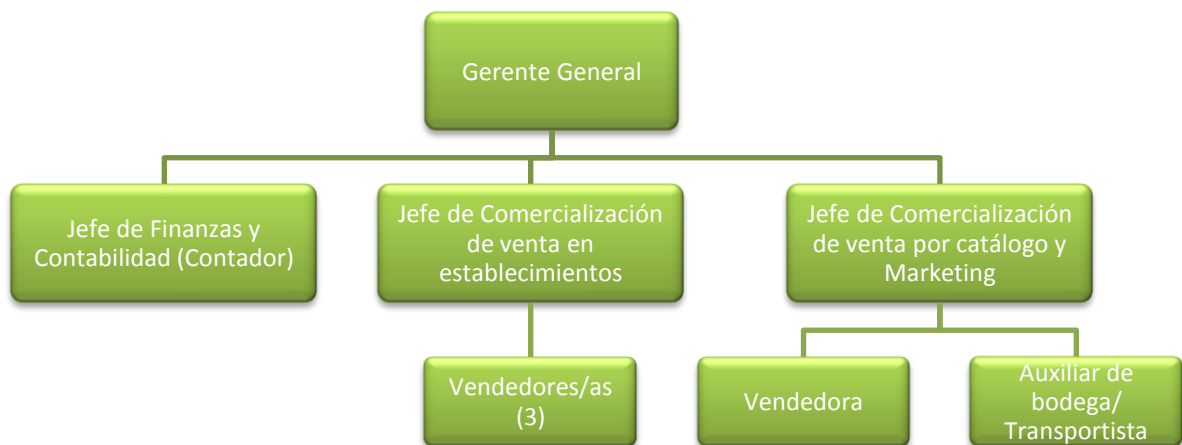 Gerente General
Jefe de Finanzas y
Contabilidad (Contador)
Jefe de Comercialización
de venta en
establecimientos
Jefe de Comercialización
de venta por catálogo y
Marketing
Vendedores/as
(3)
Vendedora
Auxiliar de
bodega/
Transportista